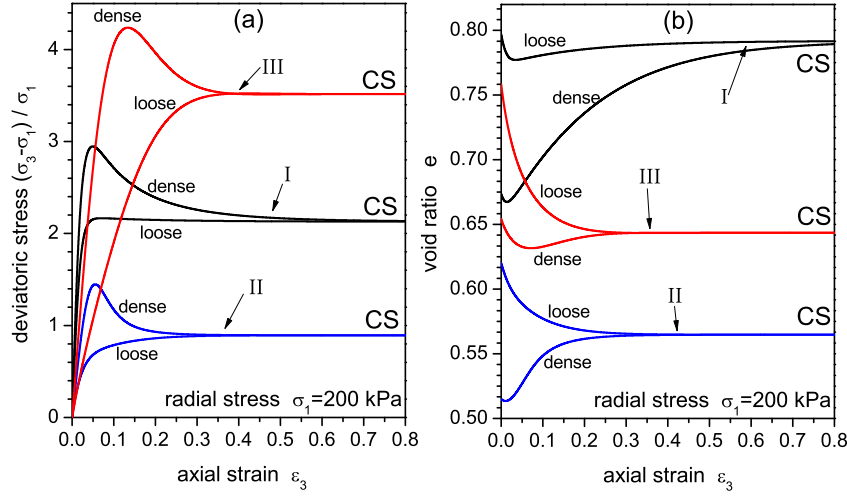 (a)
dense
III
CS
loose
dense
I
CS
loose
II
dense
CS
loose
radial stress σ₁=200 kPa
0
1
2
3
4
deviatoric stress (σ₃-σ₁) / σ₁
0.0 0.1 0.2 0.3 0.4 0.5 0.6 0.7 0.8
axial strain ε₃
(b)
loose
CS
I
dense
III
loose
CS
dense
II
loose
CS
dense
radial stress σ₁=200 kPa
0.80
0.75
0.70
0.65
0.60
0.55
0.50
void ratio e
0.0 0.1 0.2 0.3 0.4 0.5 0.6 0.7 0.8
axial strain ε₃